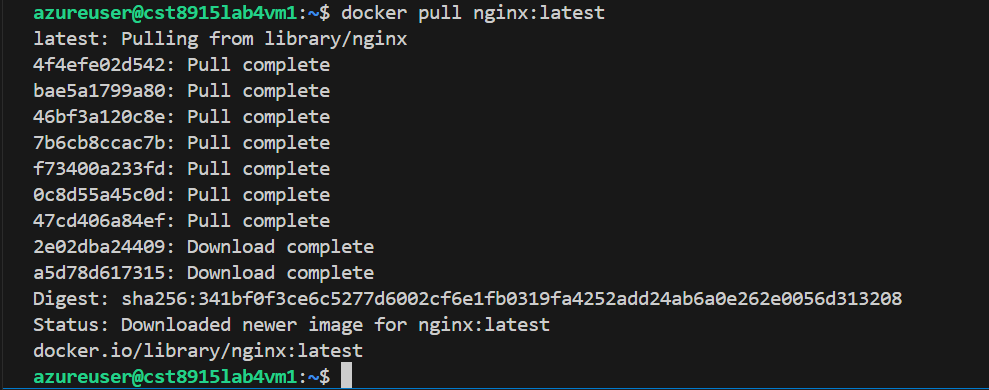 azureuser@cst8915lab4vm1:~$ docker pull nginx:latest
latest: Pulling from library/nginx
4f4efe02d542: Pull complete
bae5a1799a80: Pull complete
46bf3a120c8e: Pull complete
7b6cb8ccac7b: Pull complete
f73400a233fd: Pull complete
0c8d55a45c0d: Pull complete
47cd406a84ef: Pull complete
2e02dba24409: Download complete
a5d78d617315: Download complete
Digest: sha256:341bf0f3ce6c5277d6002cf6e1fb0319fa4252add24ab6a0e262e0056d313208
Status: Downloaded newer image for nginx:latest
docker.io/library/nginx:latest
azureuser@cst8915lab4vm1:~$